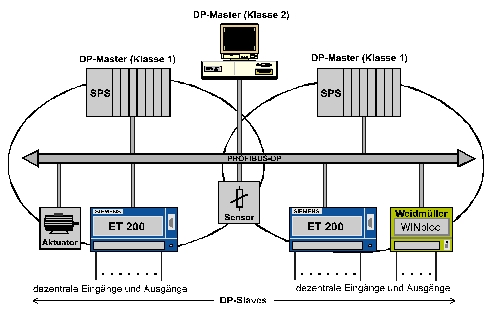 DP-Master (Klasse 2)
DP-Master (Klasse 1)
DP-Master (Klasse 1)
SPS
SPS
PROFIBUS-DP
Aktuator
SIEMENS
ET 200
Sensor
SIEMENS
ET 200
Weidmüller
WINbloc
dezentrale Eingänge und Ausgänge
dezentrale Eingänge und Ausgänge
DP-Slaves